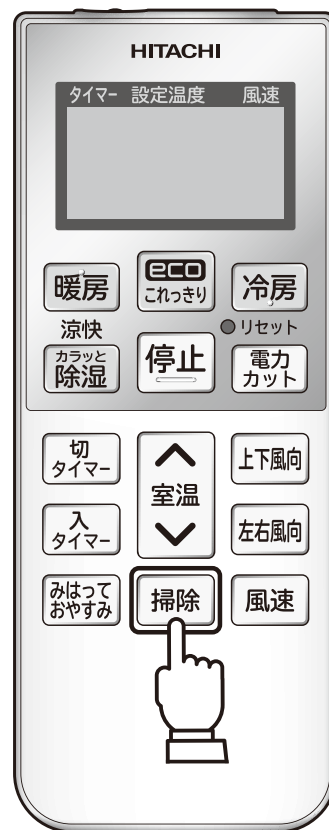 HITACHI
タイマー 設定温度 風速
暖房
eco
これっきり
冷房
涼快
カラッと
除湿
停止
リセット
電力
カット
切
タイマー
室温
上下風向
入
タイマー
左右風向
みはって
おやすみ
掃除
風速